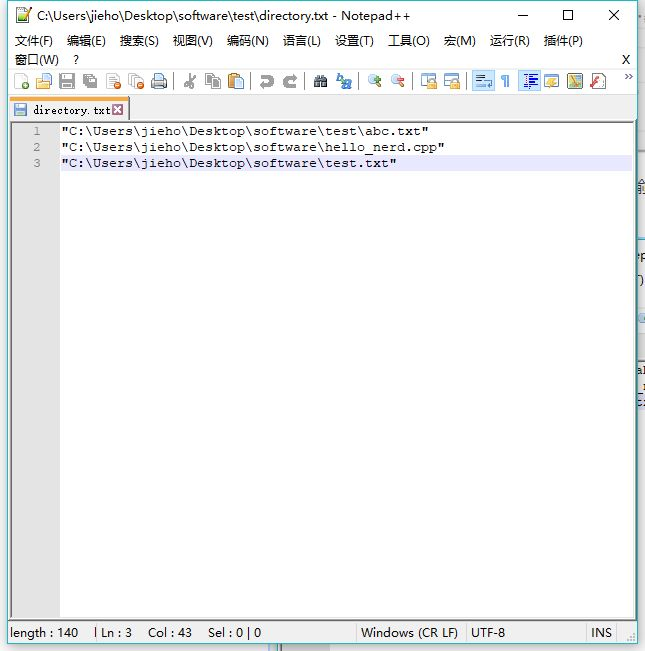 C:\Users\jieho\Desktop\software\test\directory.txt - Notepad++
文件(F) 编辑(E) 搜索(S) 视图(V) 编码(N) 语言(L) 设置(T) 工具(O) 宏(M) 运行(R) 插件(P)
窗口(W) ? X
directory.txt
1 "C:\Users\jieho\Desktop\software\test\abc.txt"
2 "C:\Users\jieho\Desktop\software\hello_nerd.cpp"
3 "C:\Users\jieho\Desktop\software\test.txt"
length : 140 l Ln : 3 Col : 43 Sel : 0 | 0 Windows (CR LF) UTF-8 INS